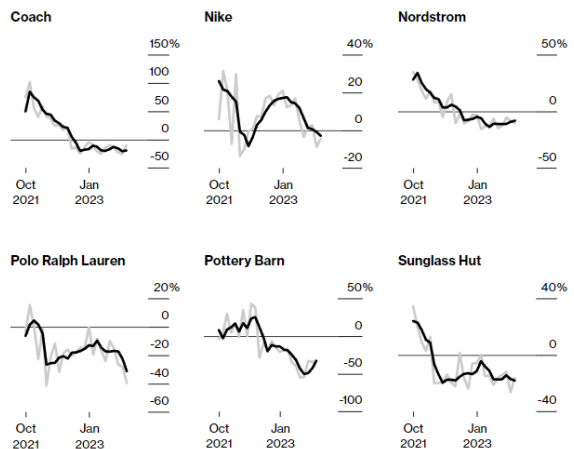 Coach
150%
100
50
0
-50
Oct
2021
Jan
2023
Nike
40%
20
0
-20
Oct
2021
Jan
2023
Nordstrom
50%
0
-50
Oct
2021
Jan
2023
Polo Ralph Lauren
20%
0
-20
-40
-60
Oct
2021
Jan
2023
Pottery Barn
50%
0
-50
-100
Oct
2021
Jan
2023
Sunglass Hut
40%
0
-40
Oct
2021
Jan
2023